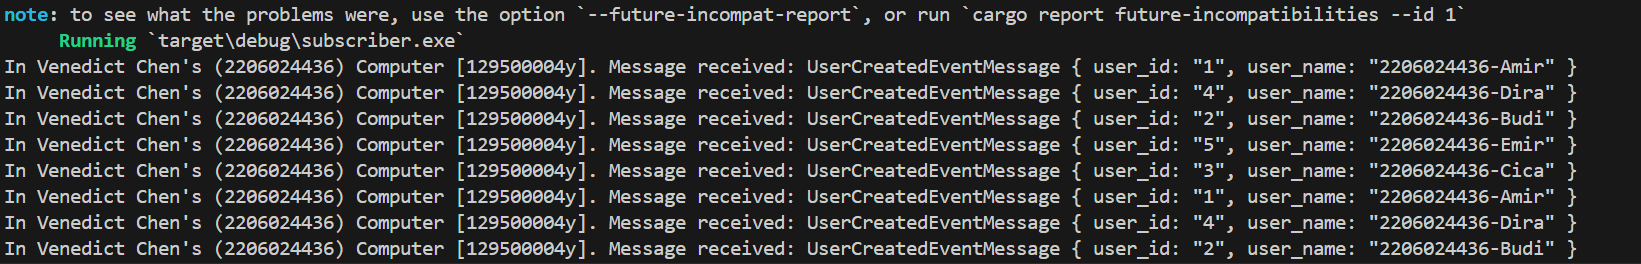 note: to see what the problems were, use the option `--future-incompat-report`, or run `cargo report future-incompatibilities --id 1`
Running `target\debug\subscriber.exe`
In Venedict Chen's (2206024436) Computer [129500004y]. Message received: UserCreatedEventMessage { user_id: "1", user_name: "2206024436-Amir" }
In Venedict Chen's (2206024436) Computer [129500004y]. Message received: UserCreatedEventMessage { user_id: "4", user_name: "2206024436-Dira" }
In Venedict Chen's (2206024436) Computer [129500004y]. Message received: UserCreatedEventMessage { user_id: "2", user_name: "2206024436-Budi" }
In Venedict Chen's (2206024436) Computer [129500004y]. Message received: UserCreatedEventMessage { user_id: "5", user_name: "2206024436-Emir" }
In Venedict Chen's (2206024436) Computer [129500004y]. Message received: UserCreatedEventMessage { user_id: "3", user_name: "2206024436-Cica" }
In Venedict Chen's (2206024436) Computer [129500004y]. Message received: UserCreatedEventMessage { user_id: "1", user_name: "2206024436-Amir" }
In Venedict Chen's (2206024436) Computer [129500004y]. Message received: UserCreatedEventMessage { user_id: "4", user_name: "2206024436-Dira" }
In Venedict Chen's (2206024436) Computer [129500004y]. Message received: UserCreatedEventMessage { user_id: "2", user_name: "2206024436-Budi" }